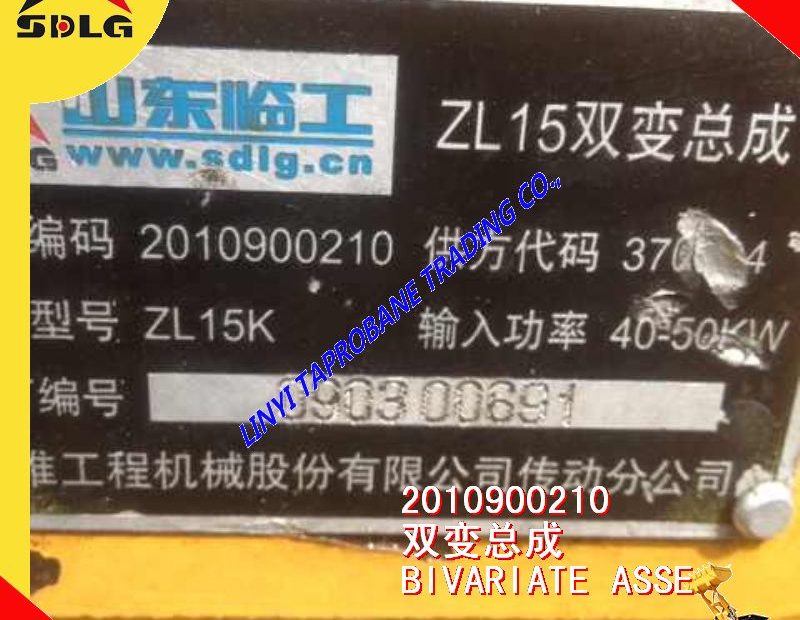 SDLG
山东临工
LG
www.sdlg.cn
ZL15双变总成
编码 2010900210 供方代码
型号 ZL15K 输入功率 40-50KW
编号 090300691
工程机械股份有限公司传动分公司
LINYI TAPROBANE TRADING CO..
2010900210
双变总成
BIVARIATE ASSE